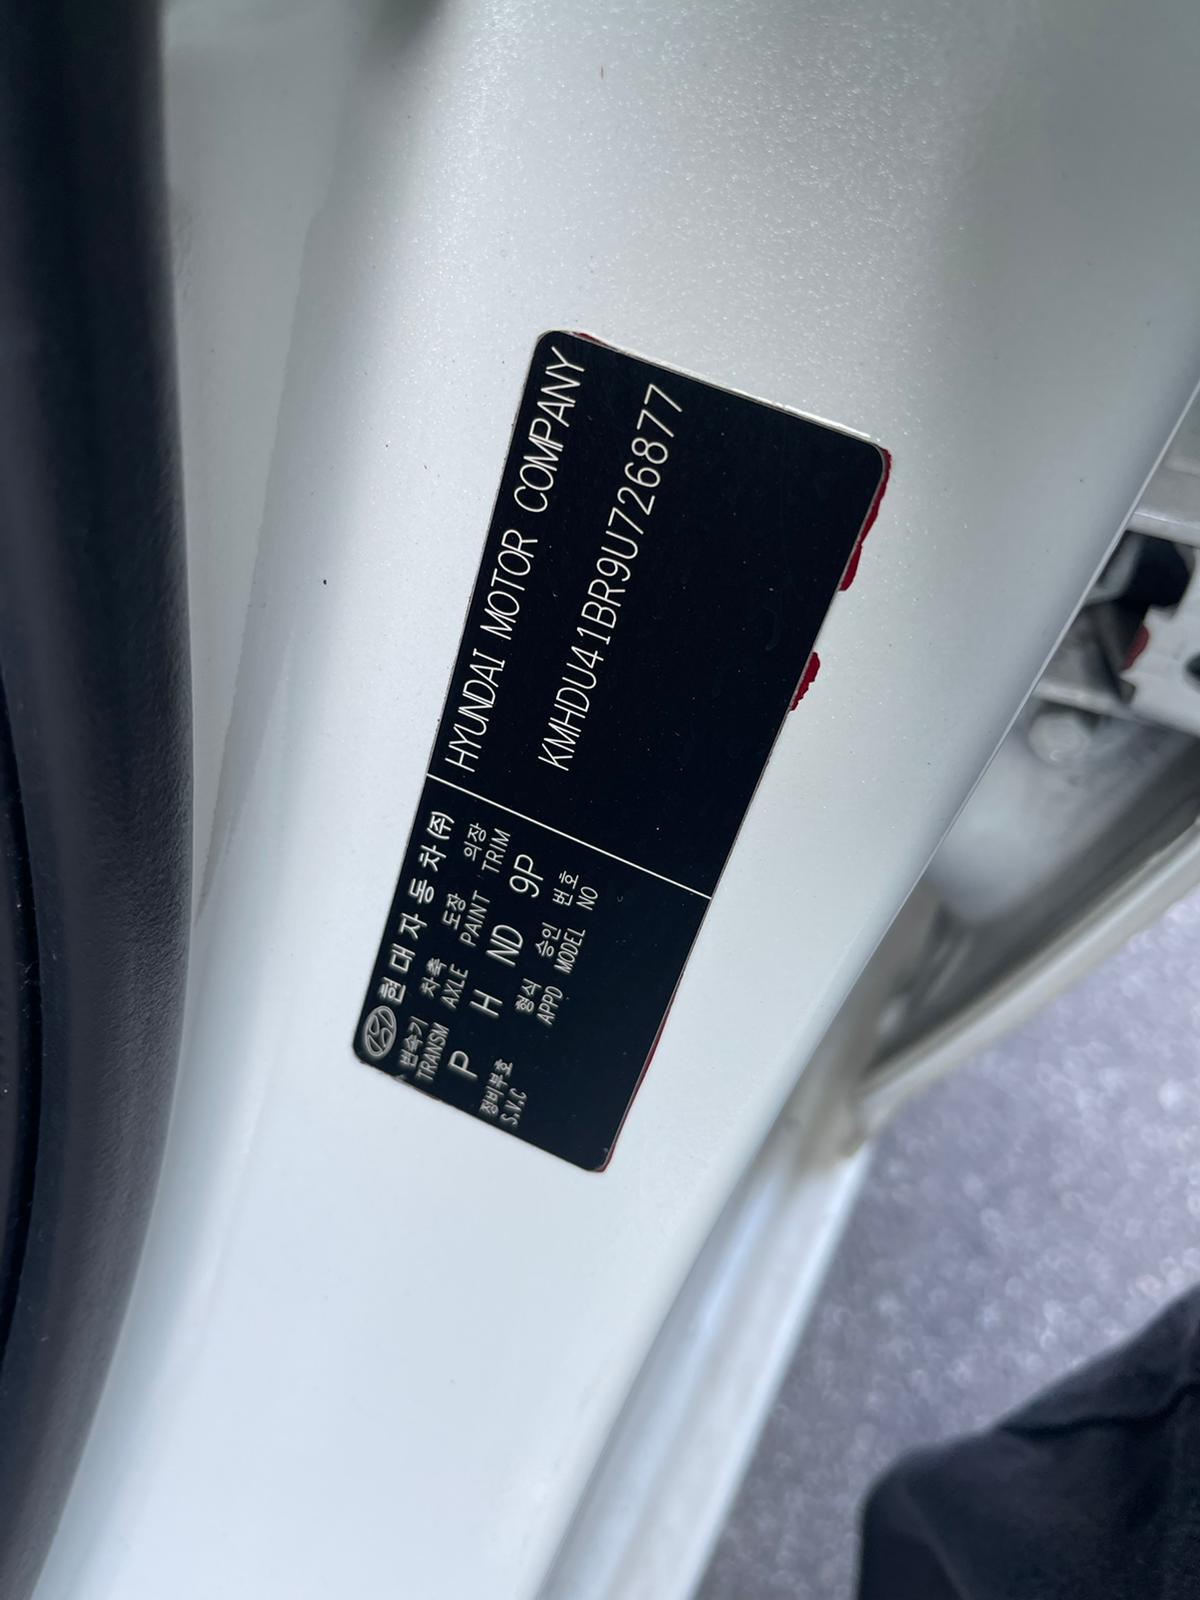 현대자동차(주)
HYUNDAI MOTOR COMPANY
변속기 차축 도장 의장
TRANSM AXLE PAINT TRIM
P H ND 9P
KMHDU41BR9U726877
정비부호 형식 승인 번호
S.V.C APPD MODEL NO